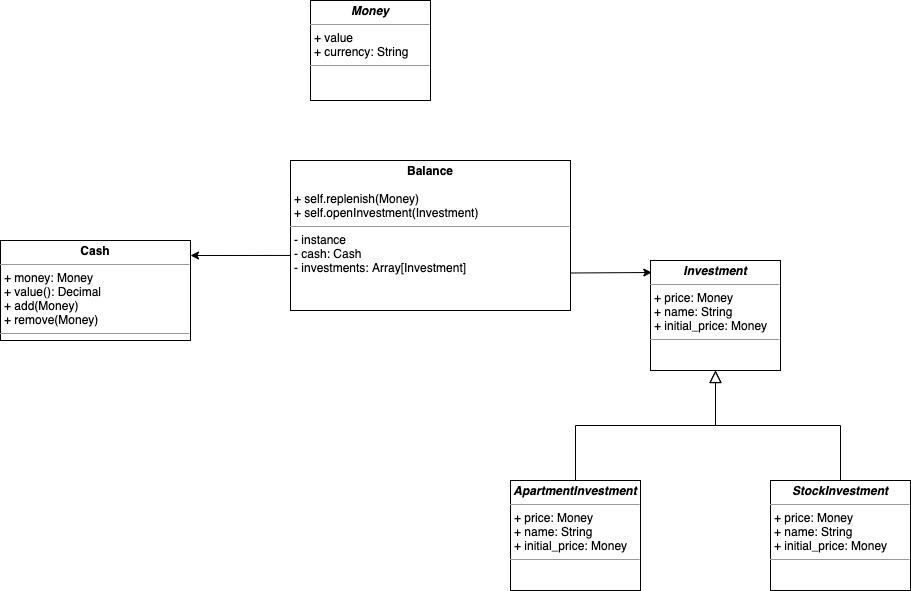 Money
+ value
+ currency: String
Balance
+ self.replenish(Money)
+ self.openInvestment(Investment)
- instance
- cash: Cash
- investments: Array[Investment]
Cash
+ money: Money
+ value(): Decimal
+ add(Money)
+ remove(Money)
Investment
+ price: Money
+ name: String
+ initial_price: Money
ApartmentInvestment
+ price: Money
+ name: String
+ initial_price: Money
StockInvestment
+ price: Money
+ name: String
+ initial_price: Money